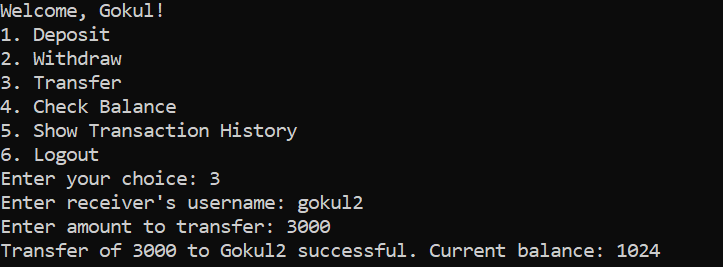 Welcome, Gokul!
1. Deposit
2. Withdraw
3. Transfer
4. Check Balance
5. Show Transaction History
6. Logout
Enter your choice: 3
Enter receiver's username: gokul2
Enter amount to transfer: 3000
Transfer of 3000 to Gokul2 successful. Current balance: 1024